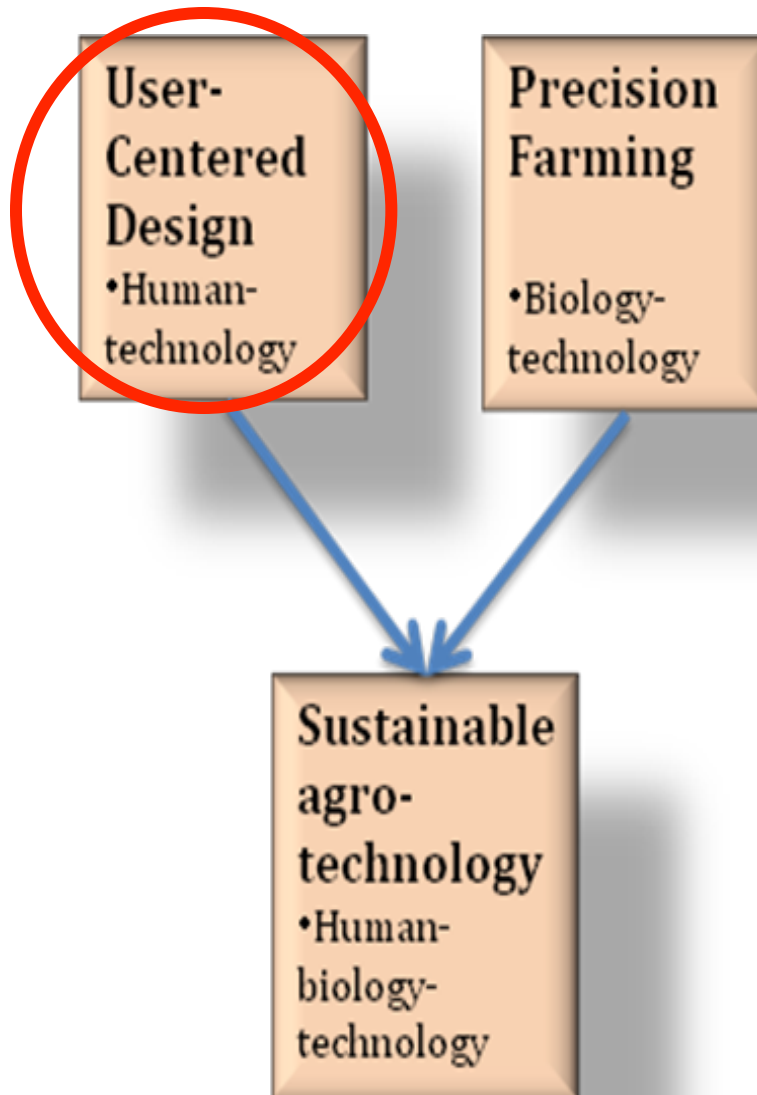 User-
Centered
Design
•Human-
technology
Precision
Farming
•Biology-
technology
Sustainable
agro-
technology
•Human-
biology-
technology